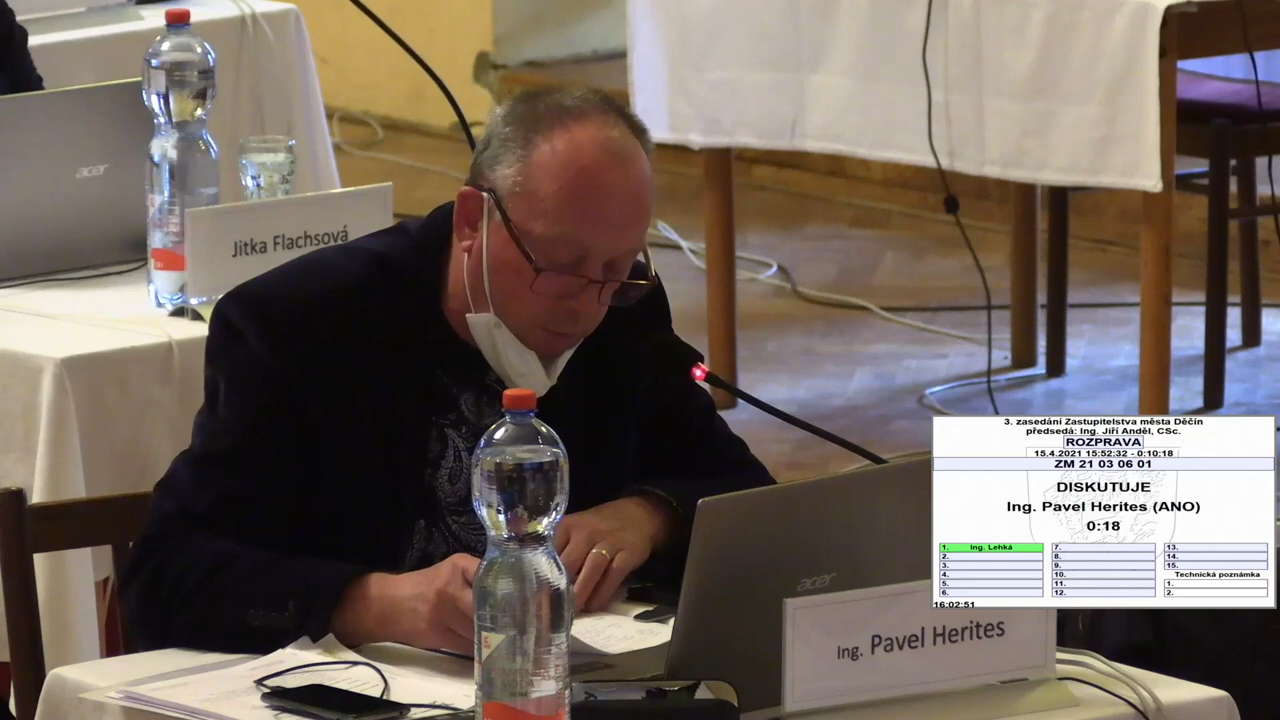 acer
Jitka Flachsová
3. zasedání Zastupitelstva města Děčín
předsedá: Ing. Jiří Anděl, CSc.
ROZPRAVA
15.4.2021 15:52:32 - 0:10:18
ZM 21 03 06 01
DISKUTUJE
Ing. Pavel Herites (ANO)
0:18
1. Ing. Lehká 7. 13.
2. 8. 14.
3. 9. 15.
4. 10. Technická poznámka
5. 11. 1.
6. 12. 2.
16:02:51
acer
Ing. Pavel Herites